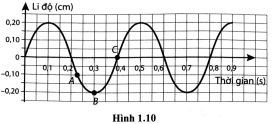 Li độ (cm)
0,20
0,10
0
-0,10
-0,20
0,1 0,2 0,3 0,4 0,5 0,6 0,7 0,8 0,9
A
B
C
Thời gian (s)
Hình 1.10